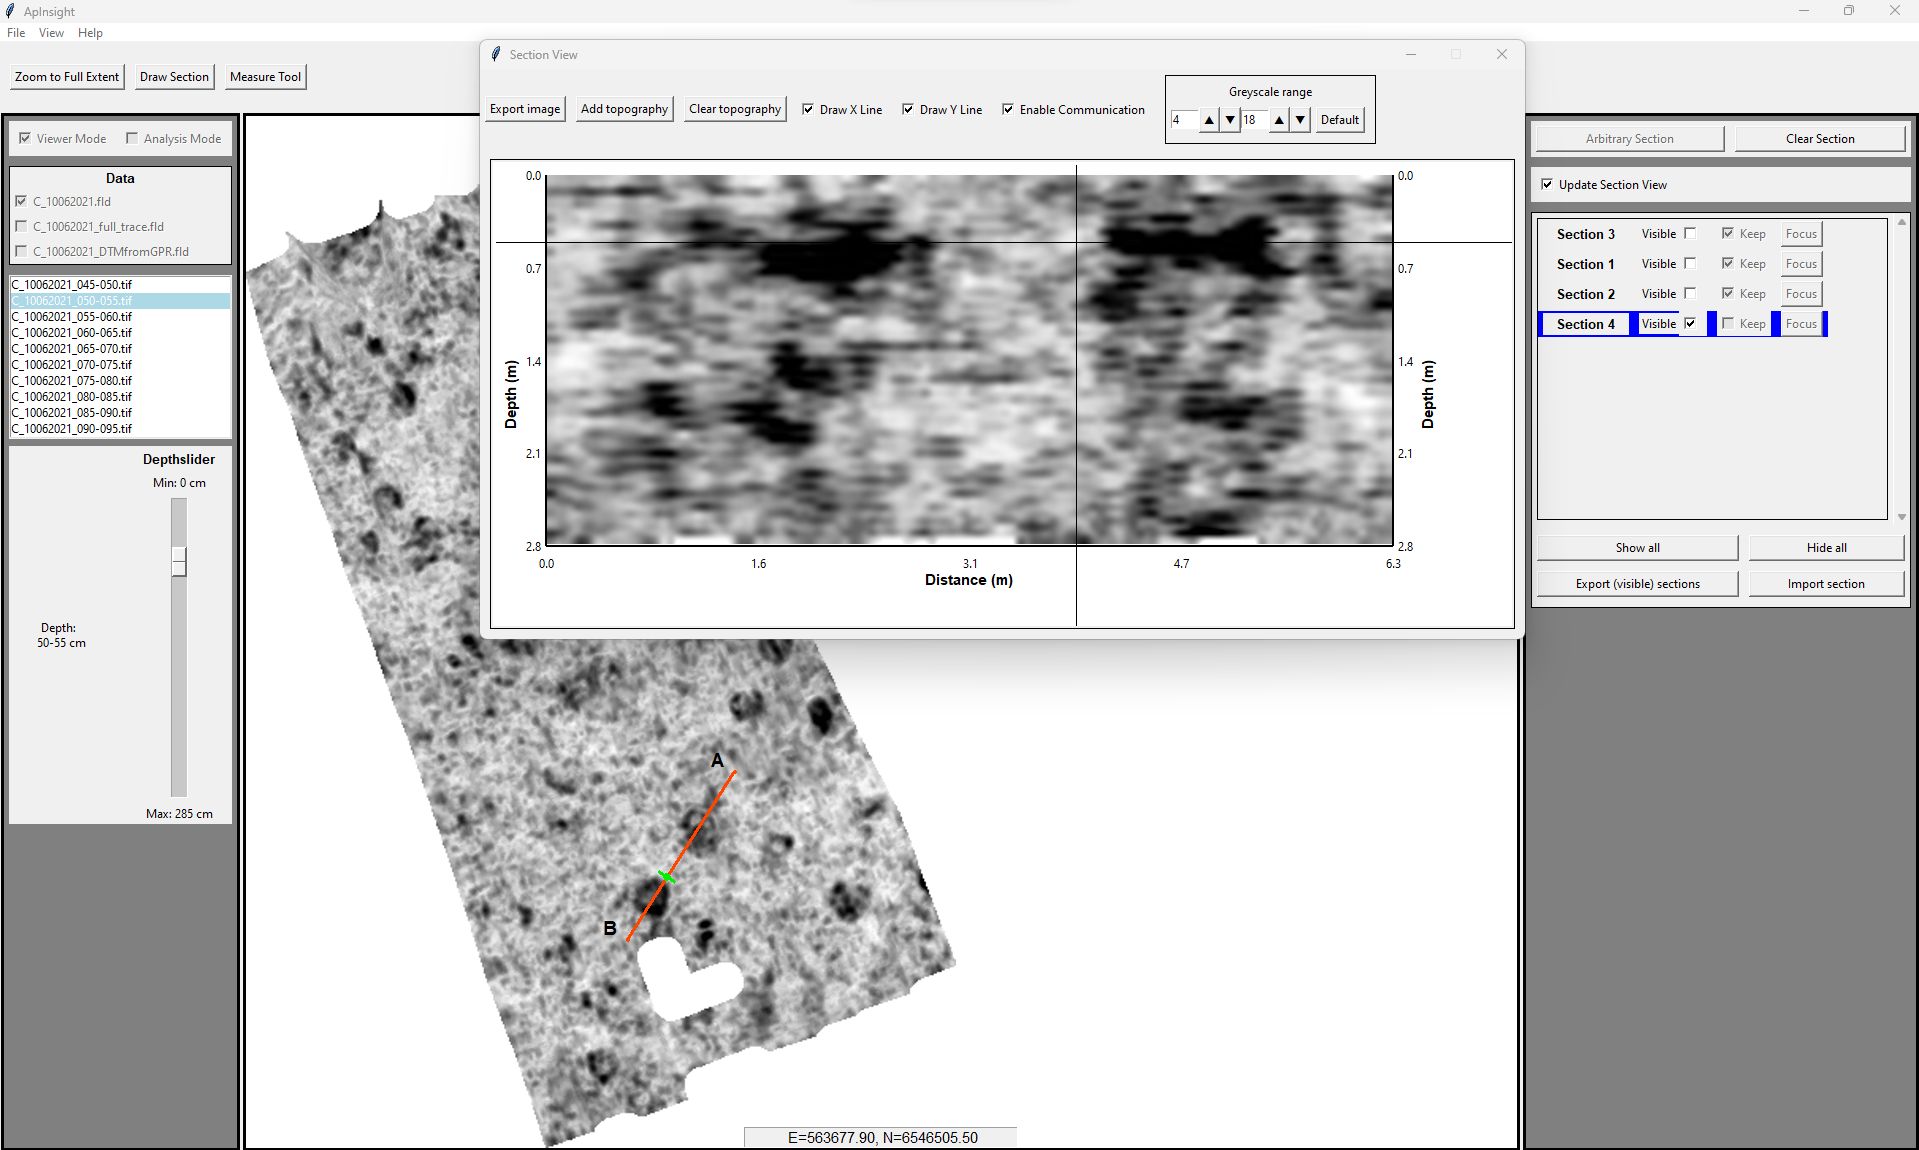 ApInsight
File View Help
Zoom to Full Extent Draw Section Measure Tool
Viewer Mode Analysis Mode
Data
C_10062021.fld
C_10062021_full_trace.fld
C_10062021_DTMfromGPR.fld
C_10062021_045-050.tif
C_10062021_050-055.tif
C_10062021_055-060.tif
C_10062021_060-065.tif
C_10062021_065-070.tif
C_10062021_070-075.tif
C_10062021_075-080.tif
C_10062021_080-085.tif
C_10062021_085-090.tif
C_10062021_090-095.tif
Depthslider
Min: 0 cm
Depth:
50-55 cm
Max: 285 cm
Section View
Export image Add topography Clear topography Draw X Line Draw Y Line Enable Communication
Greyscale range
4 18 Default
0.0 0.0
0.7 0.7
1.4 1.4
Depth (m) Depth (m)
2.1 2.1
2.8 2.8
0.0 1.6 3.1 4.7 6.3
Distance (m)
A
B
E=563677.90, N=6546505.50
Arbitrary Section Clear Section
Update Section View
Section 3 Visible Keep Focus
Section 1 Visible Keep Focus
Section 2 Visible Keep Focus
Section 4 Visible Keep Focus
Show all Hide all
Export (visible) sections Import section